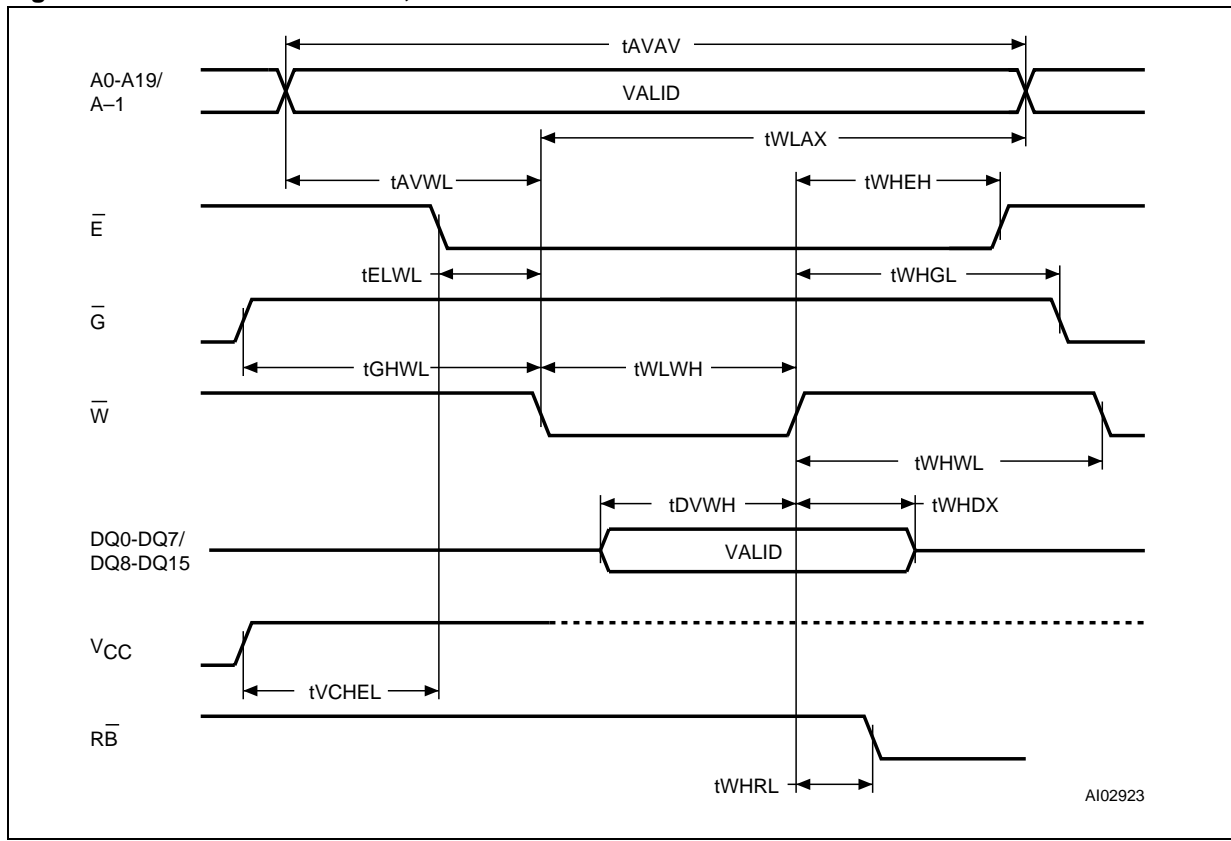 tAVAV
A0-A19/
A–1
VALID
tWLAX
tAVWL
tWHEH
E̅
tELWL
tWHGL
G̅
tGHWL
tWLWH
W̅
tWHWL
tDVWH
tWHDX
DQ0-DQ7/
DQ8-DQ15
VALID
VCC
tVCHEL
RB̅
tWHRL
AI02923